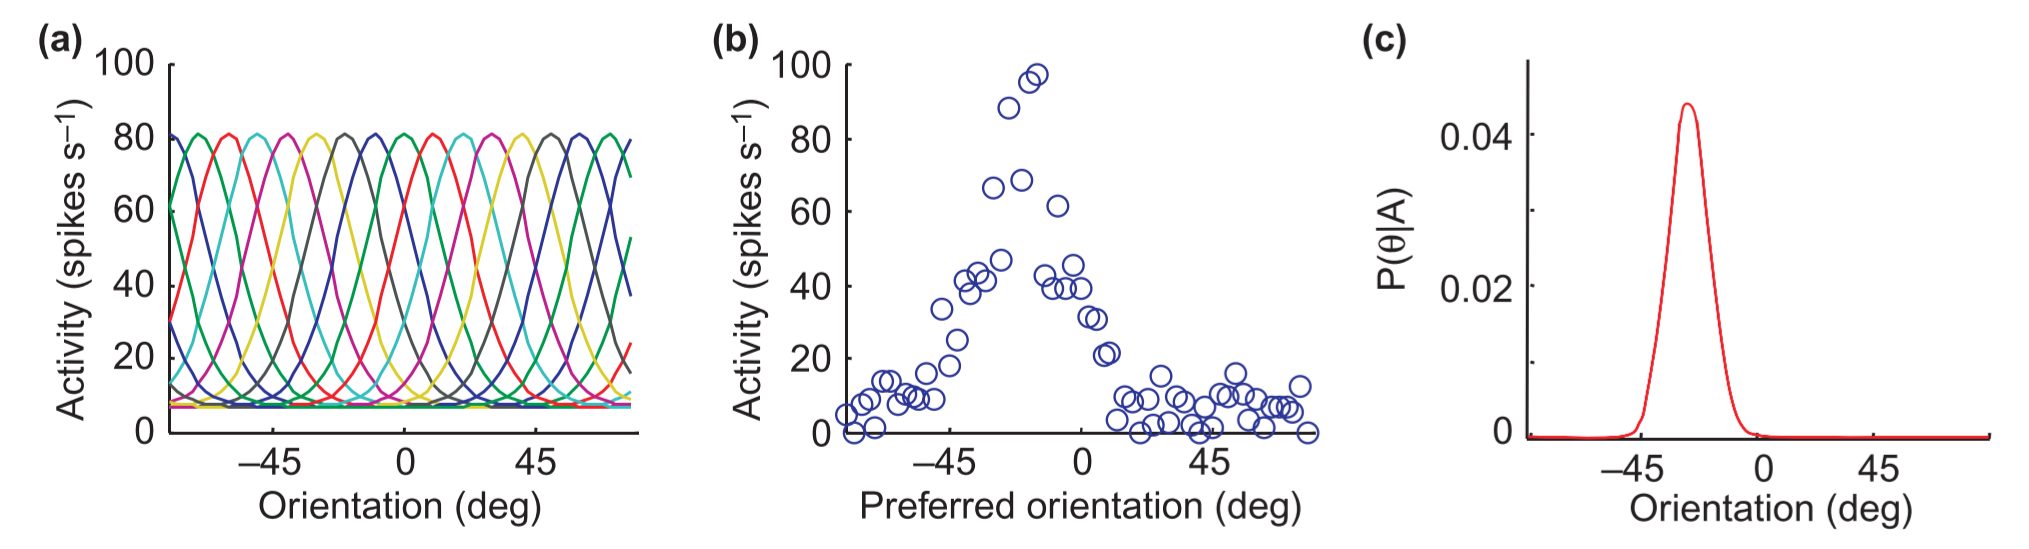 (a)
100
80
60
40
20
0
Activity (spikes s⁻¹)
–45 0 45
Orientation (deg)
(b)
100
80
60
40
20
0
Activity (spikes s⁻¹)
–45 0 45
Preferred orientation (deg)
(c)
0.04
0.02
0
P(θ|A)
–45 0 45
Orientation (deg)